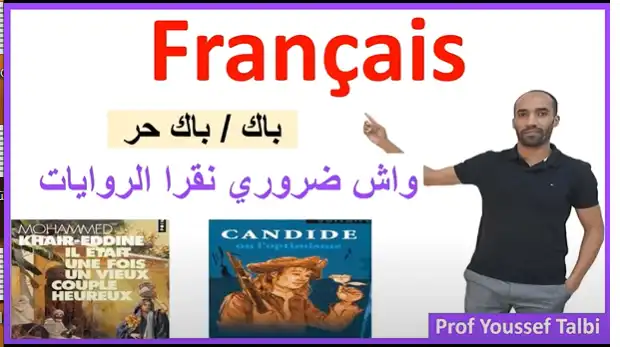 Français
باك / باك حر
واش ضروري نقرا الروايات
MOHAMMED
KHAIR-EDDINE
IL ETAIT
UNE FOIS
UN VIEUX
COUPLE
HEUREUX
CANDIDE
ou l'optimisme
Prof Youssef Talbi